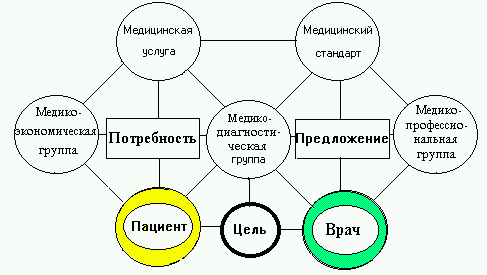 Медицинская
услуга
Медицинский
стандарт
Медико-
экономическая
группа
Потребность
Медико-
диагности-
ческая
группа
Предложение
Медико-
профессио-
нальная
группа
Пациент
Цель
Врач